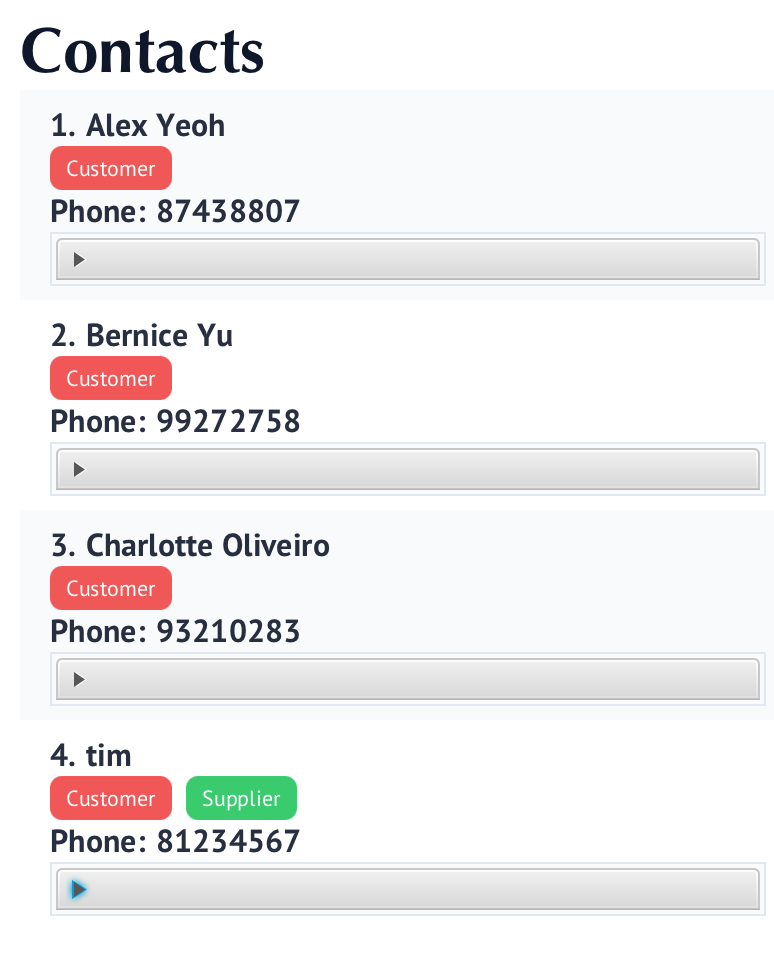 Contacts
1. Alex Yeoh
Customer
Phone: 87438807
2. Bernice Yu
Customer
Phone: 99272758
3. Charlotte Oliveiro
Customer
Phone: 93210283
4. tim
Customer Supplier
Phone: 81234567